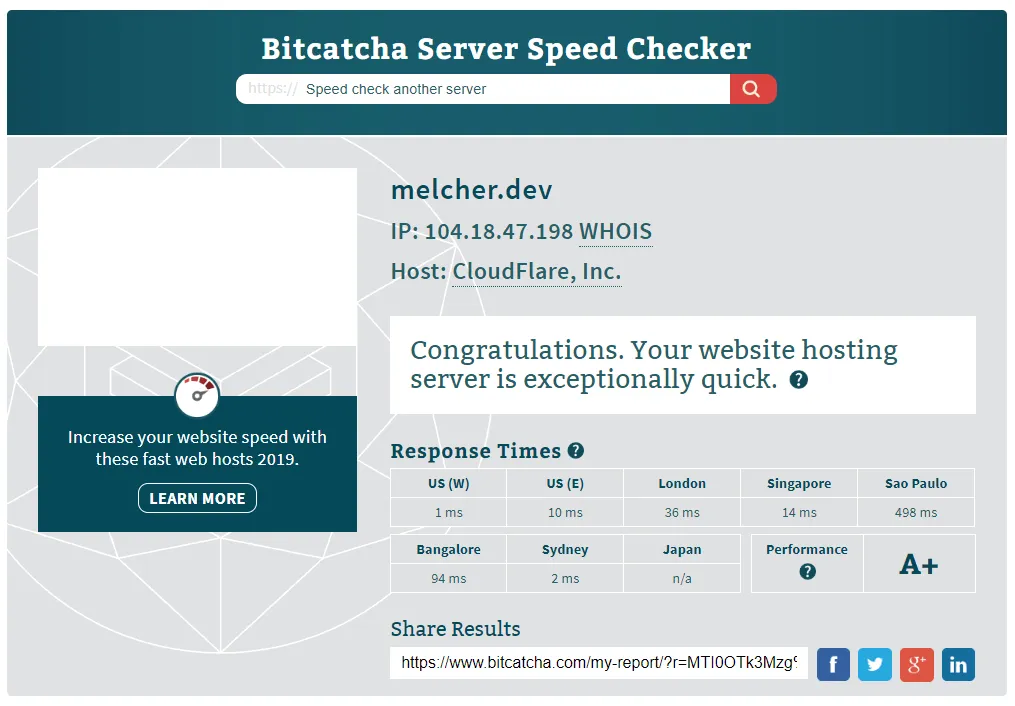 Bitcatcha Server Speed Checker
https:// Speed check another server
melcher.dev
IP: 104.18.47.198 WHOIS
Host: CloudFlare, Inc.
Congratulations. Your website hosting
server is exceptionally quick. ?
Increase your website speed with
these fast web hosts 2019.
LEARN MORE
Response Times ?
US (W) US (E) London Singapore Sao Paulo
1 ms 10 ms 36 ms 14 ms 498 ms
Bangalore Sydney Japan Performance ? A+
94 ms 2 ms n/a
Share Results
https://www.bitcatcha.com/my-report/?r=MTI0OTk3Mzg%
f g+ in